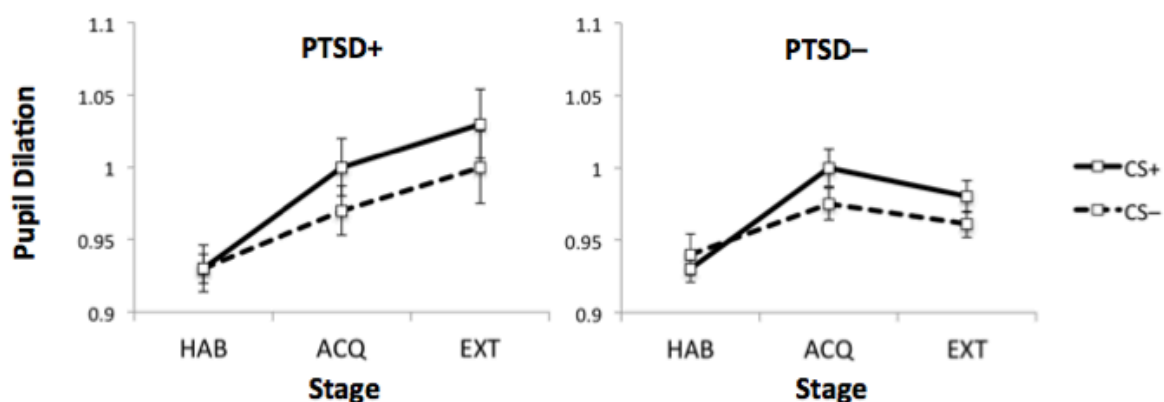 PTSD+
1.1
1.05
1
0.95
0.9
Pupil Dilation
HAB ACQ EXT
Stage
PTSD–
1.1
1.05
1
0.95
0.9
HAB ACQ EXT
Stage
CS+
CS–